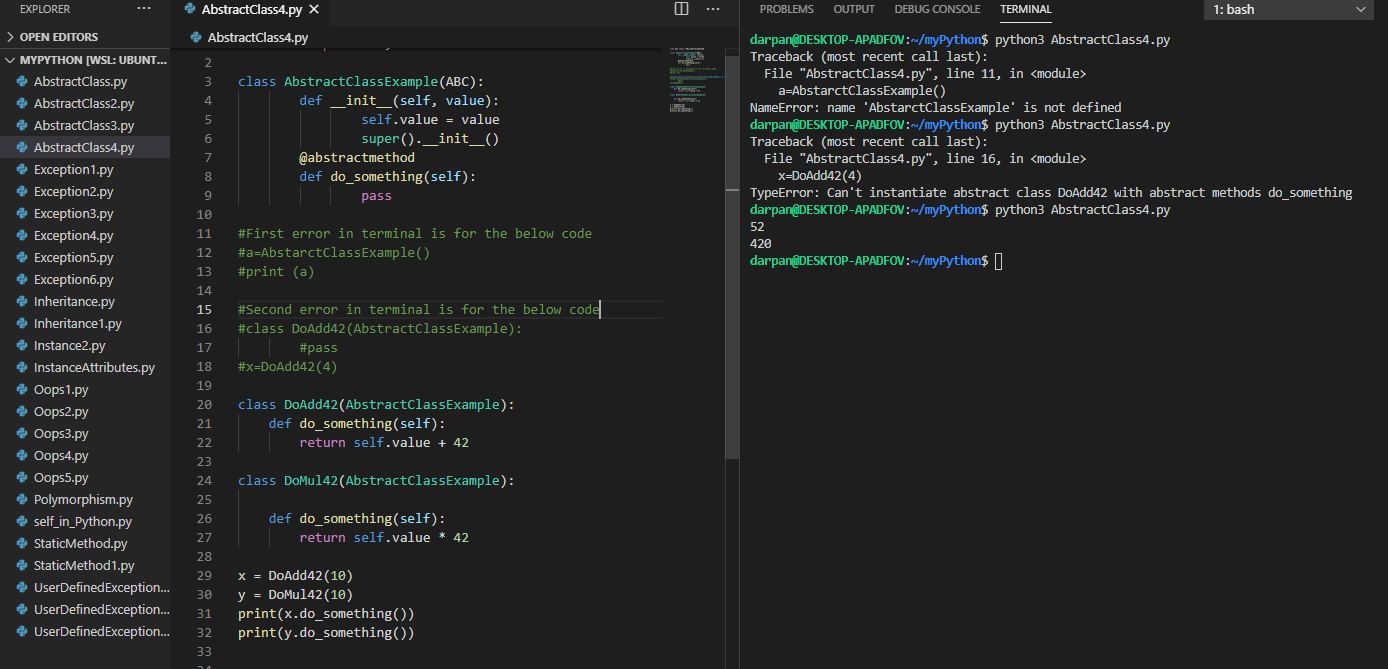 EXPLORER
...
OPEN EDITORS
MYPYTHON [WSL: UBUNT...
AbstractClass.py
AbstractClass2.py
AbstractClass3.py
AbstractClass4.py
Exception1.py
Exception2.py
Exception3.py
Exception4.py
Exception5.py
Exception6.py
Inheritance.py
Inheritance1.py
Instance2.py
InstanceAttributes.py
Oops1.py
Oops2.py
Oops3.py
Oops4.py
Oops5.py
Polymorphism.py
self_in_Python.py
StaticMethod.py
StaticMethod1.py
UserDefinedException...
UserDefinedException...
UserDefinedException...
AbstractClass4.py
AbstractClass4.py
2
3 class AbstractClassExample(ABC):
4 def __init__(self, value):
5 self.value = value
6 super().__init__()
7 @abstractmethod
8 def do_something(self):
9 pass
10
11 #First error in terminal is for the below code
12 #a=AbstarctClassExample()
13 #print (a)
14
15 #Second error in terminal is for the below code
16 #class DoAdd42(AbstractClassExample):
17 #pass
18 #x=DoAdd42(4)
19
20 class DoAdd42(AbstractClassExample):
21 def do_something(self):
22 return self.value + 42
23
24 class DoMul42(AbstractClassExample):
25
26 def do_something(self):
27 return self.value * 42
28
29 x = DoAdd42(10)
30 y = DoMul42(10)
31 print(x.do_something())
32 print(y.do_something())
33
PROBLEMS OUTPUT DEBUG CONSOLE TERMINAL 1: bash
darpan@DESKTOP-APADFOV:~/myPython$ python3 AbstractClass4.py
Traceback (most recent call last):
File "AbstractClass4.py", line 11, in <module>
a=AbstarctClassExample()
NameError: name 'AbstarctClassExample' is not defined
darpan@DESKTOP-APADFOV:~/myPython$ python3 AbstractClass4.py
Traceback (most recent call last):
File "AbstractClass4.py", line 16, in <module>
x=DoAdd42(4)
TypeError: Can't instantiate abstract class DoAdd42 with abstract methods do_something
darpan@DESKTOP-APADFOV:~/myPython$ python3 AbstractClass4.py
52
420
darpan@DESKTOP-APADFOV:~/myPython$